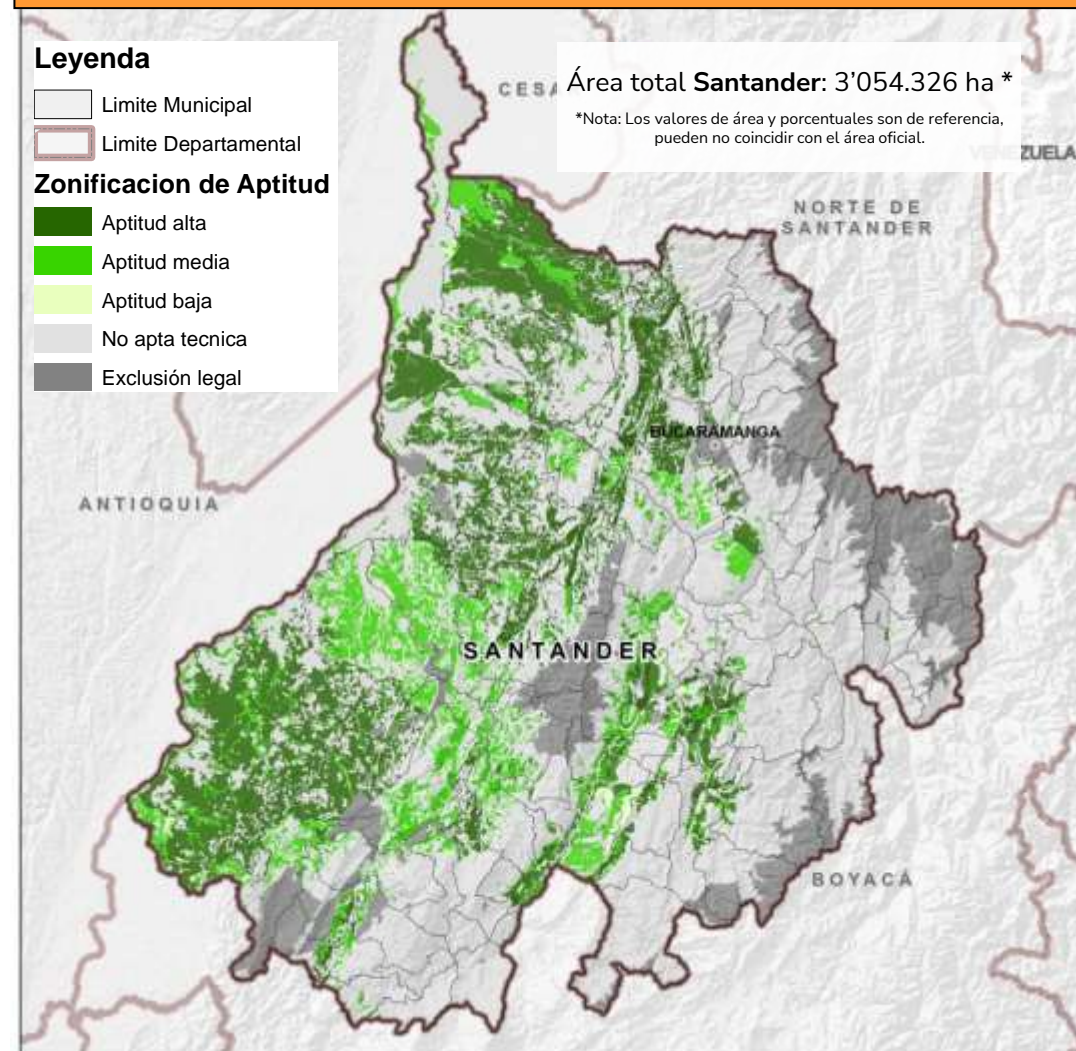 Leyenda
Limite Municipal
Limite Departamental
Zonificacion de Aptitud
Aptitud alta
Aptitud media
Aptitud baja
No apta tecnica
Exclusión legal
Área total Santander: 3’054.326 ha *
*Nota: Los valores de área y porcentuales son de referencia,
pueden no coincidir con el área oficial.
CESA
VENEZUELA
NORTE DE
SANTANDER
BUCARAMANGA
ANTIOQUIA
SANTANDER
BOYACÁ